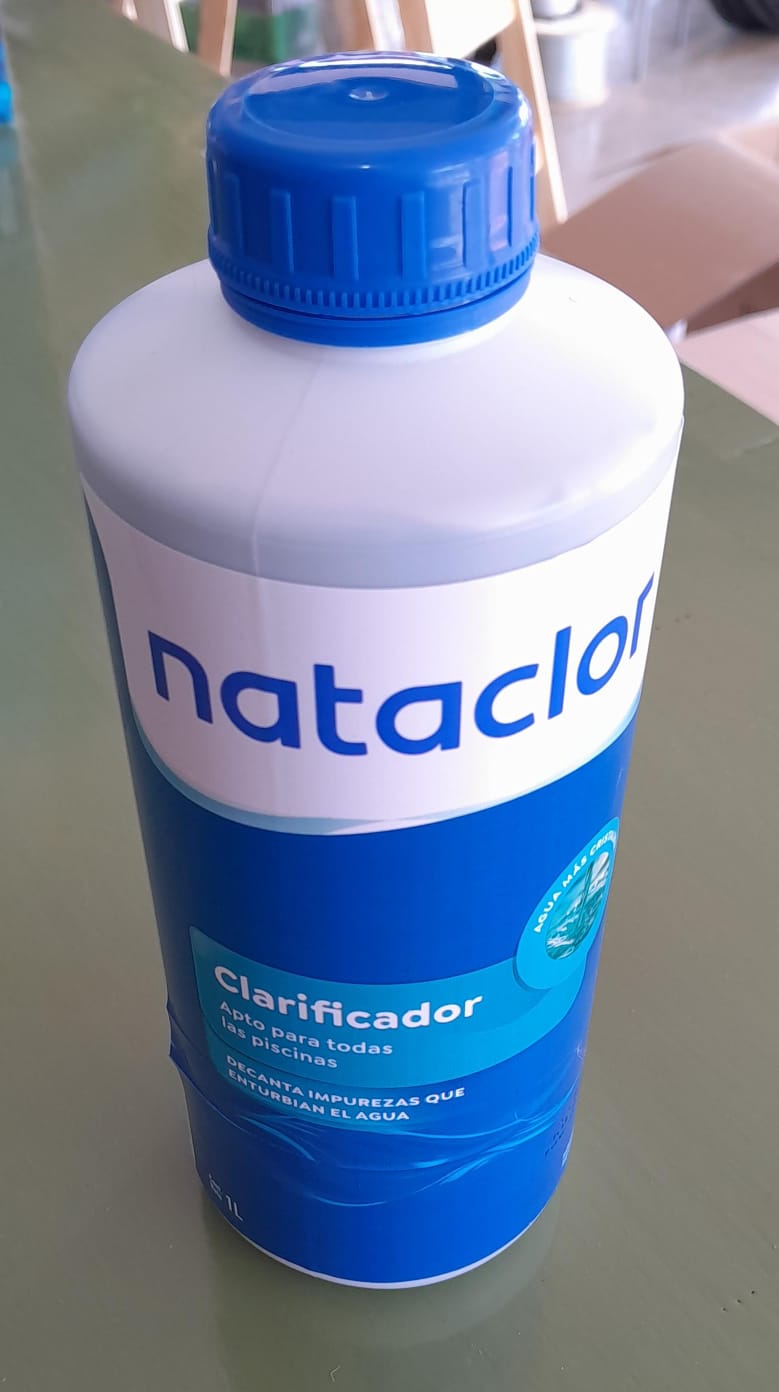 nataclor
AGUA MÁS
Clarificador
Apto para todas
las piscinas
DECANTA IMPUREZAS QUE
ENTURBIAN EL AGUA
1L